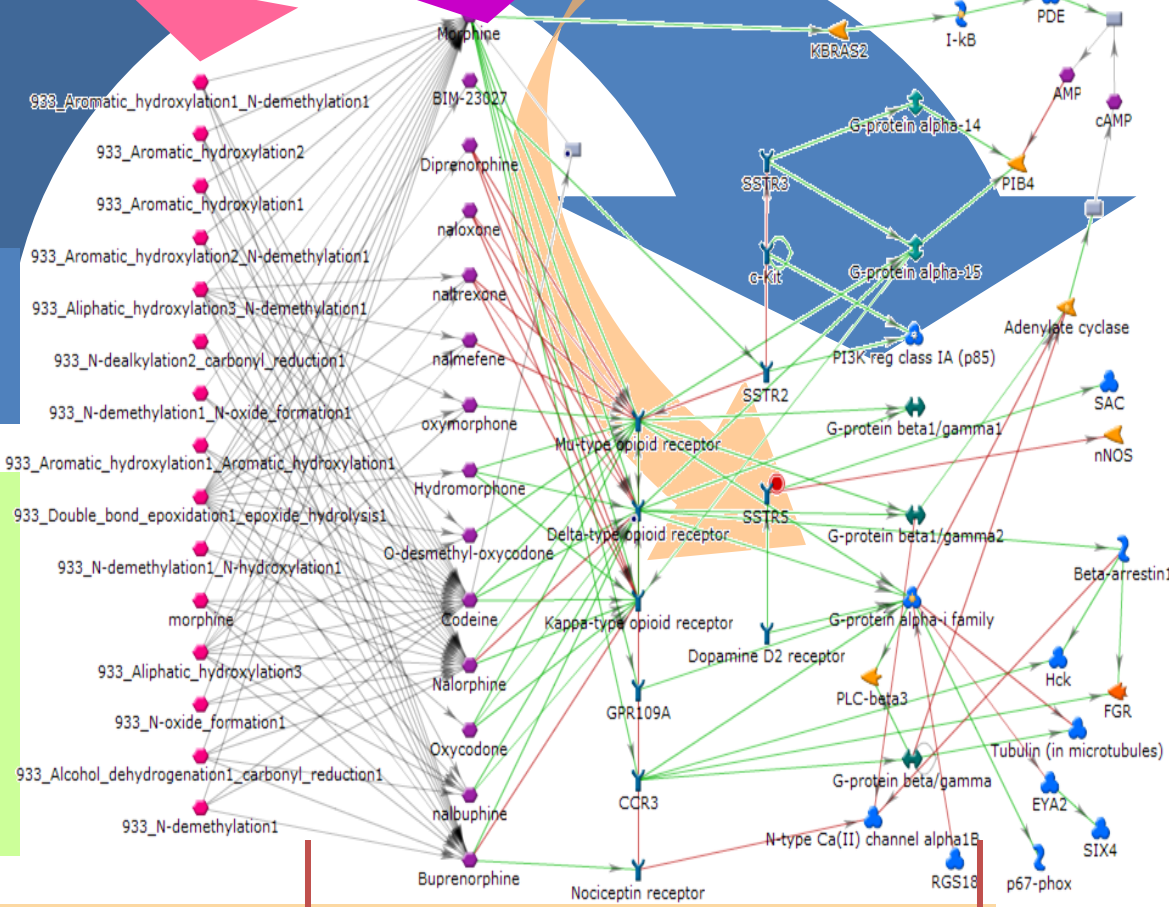 Morphine
KBRAS2
I-kB
PDE
933_Aromatic_hydroxylation1_N-demethylation1
BIM-23027
AMP
cAMP
G-protein alpha-14
933_Aromatic_hydroxylation2
Diprenorphine
SSTR3
PIB4
933_Aromatic_hydroxylation1
naloxone
933_Aromatic_hydroxylation2_N-demethylation1
c-Kit
G-protein alpha-15
933_Aliphatic_hydroxylation3_N-demethylation1
naltrexone
Adenylate cyclase
933_N-dealkylation2_carbonyl_reduction1
nalmefene
PI3K reg class IA (p85)
SSTR2
SAC
933_N-demethylation1_N-oxide_formation1
oxymorphone
Mu-type opioid receptor
G-protein beta1/gamma1
nNOS
933_Aromatic_hydroxylation1_Aromatic_hydroxylation1
Hydromorphone
933_Double_bond_epoxidation1_epoxide_hydrolysis1
SSTR5
O-desmethyl-oxycodone
Delta-type opioid receptor
G-protein beta1/gamma2
933_N-demethylation1_N-hydroxylation1
Beta-arrestin1
morphine
Codeine
Kappa-type opioid receptor
G-protein alpha-i family
Dopamine D2 receptor
933_Aliphatic_hydroxylation3
Nalorphine
Hck
PLC-beta3
GPR109A
FGR
933_N-oxide_formation1
Oxycodone
Tubulin (in microtubules)
933_Alcohol_dehydrogenation1_carbonyl_reduction1
CCR3
G-protein beta/gamma
EYA2
933_N-demethylation1
nalbuphine
N-type Ca(II) channel alpha1B
SIX4
Buprenorphine
Nociceptin receptor
RGS18
p67-phox